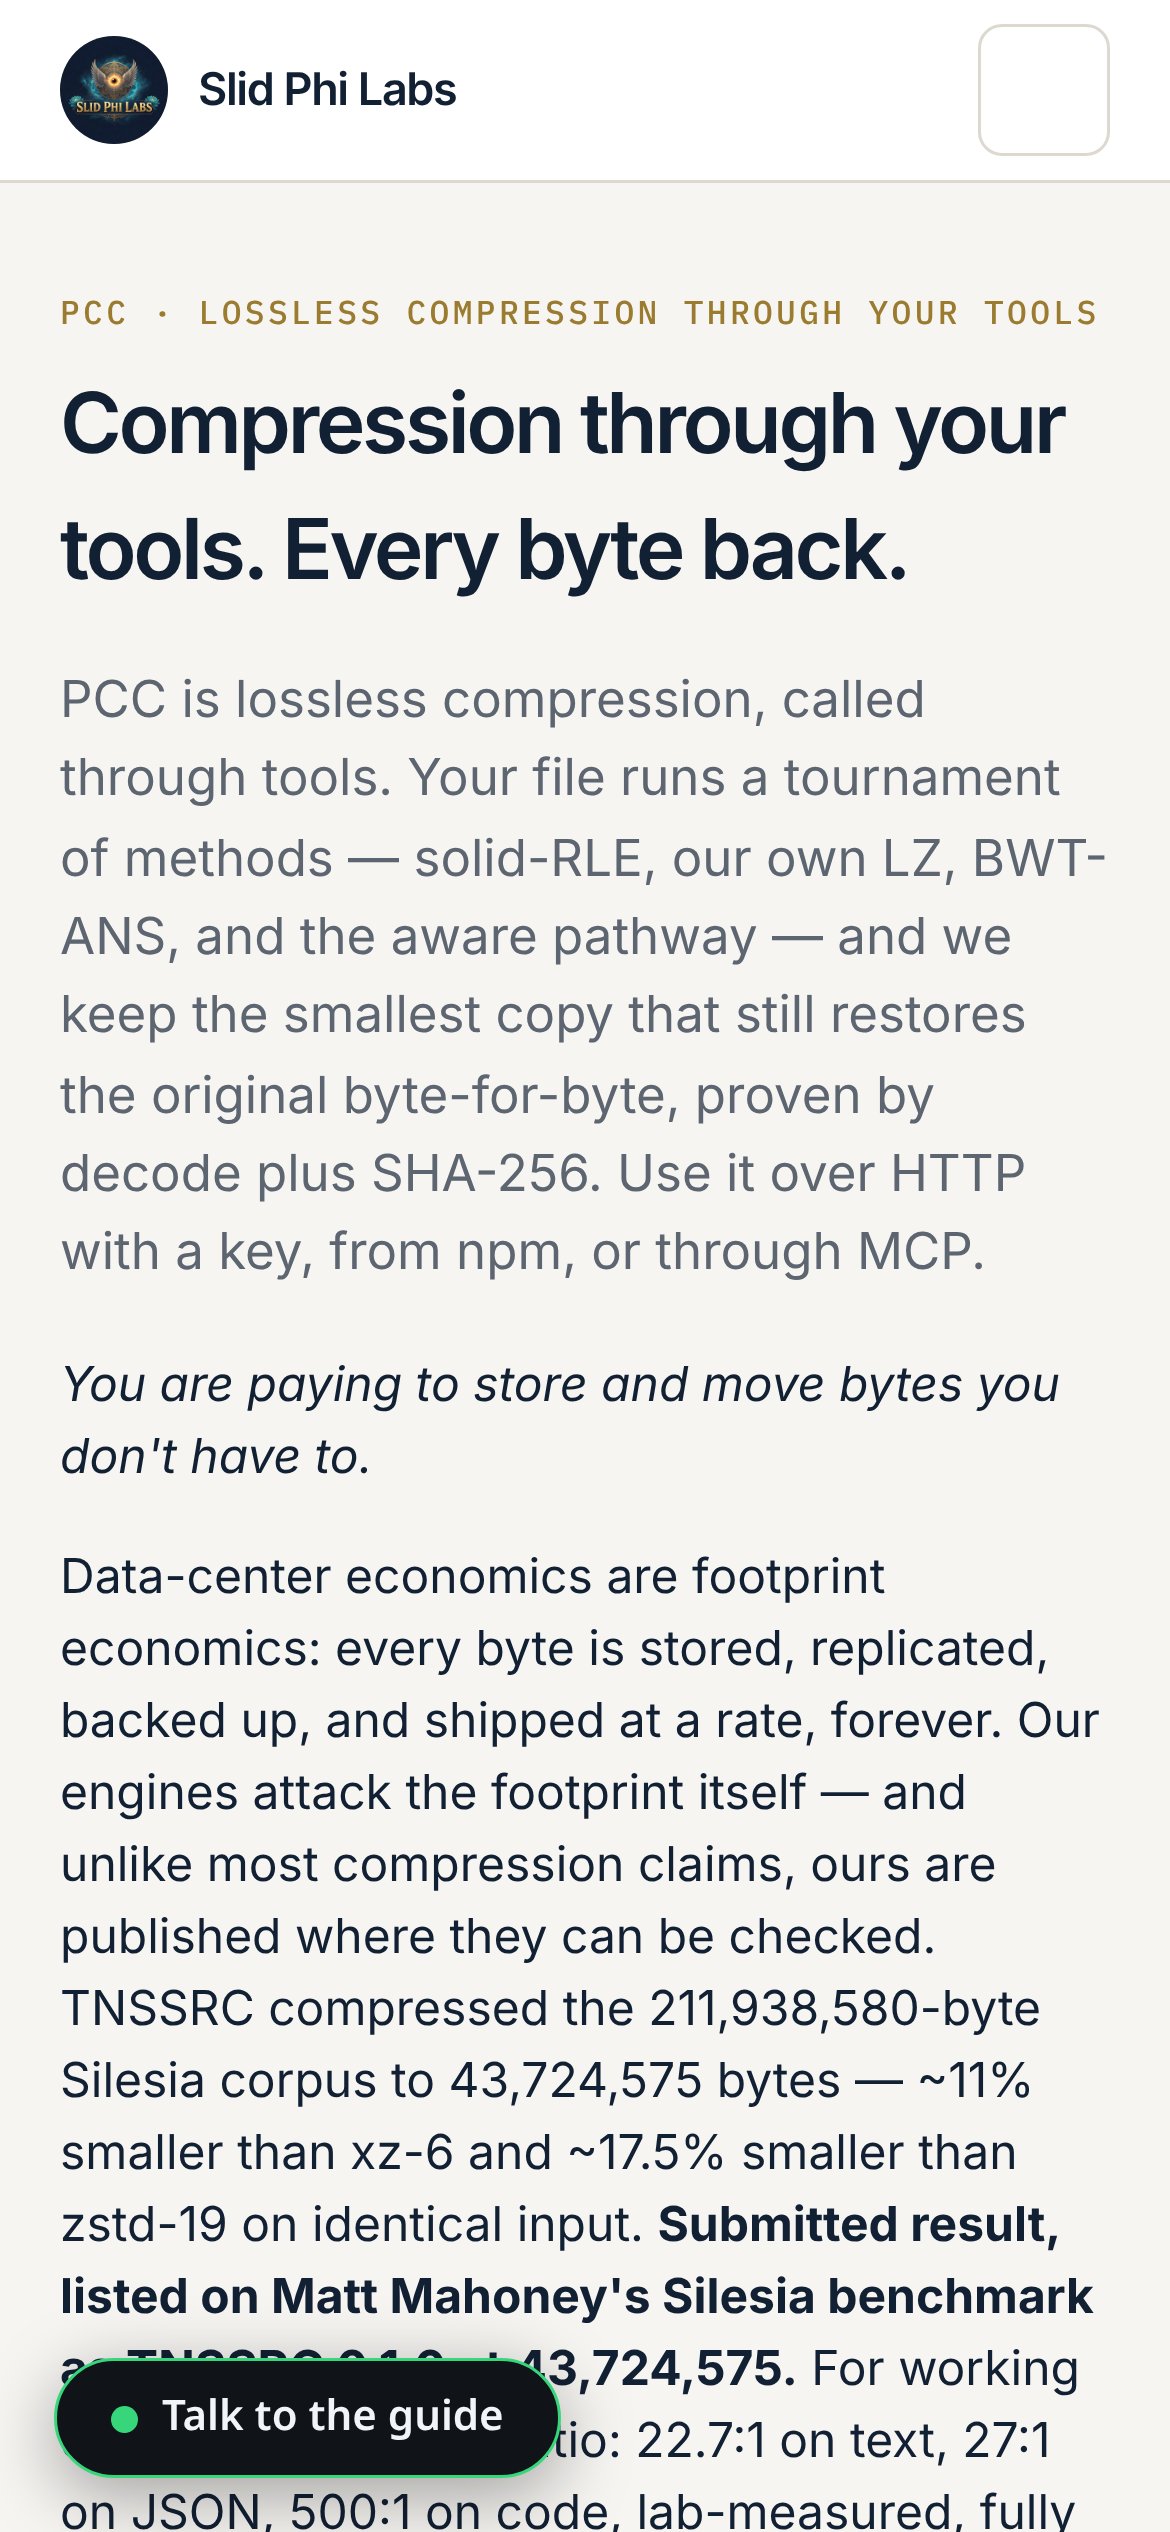 SLID PHI LABS
Slid Phi Labs
PCC · LOSSLESS COMPRESSION THROUGH YOUR TOOLS
Compression through your
tools. Every byte back.
PCC is lossless compression, called
through tools. Your file runs a tournament
of methods — solid-RLE, our own LZ, BWT-
ANS, and the aware pathway — and we
keep the smallest copy that still restores
the original byte-for-byte, proven by
decode plus SHA-256. Use it over HTTP
with a key, from npm, or through MCP.
You are paying to store and move bytes you
don't have to.
Data-center economics are footprint
economics: every byte is stored, replicated,
backed up, and shipped at a rate, forever. Our
engines attack the footprint itself — and
unlike most compression claims, ours are
published where they can be checked.
TNSSRC compressed the 211,938,580-byte
Silesia corpus to 43,724,575 bytes — ~11%
smaller than xz-6 and ~17.5% smaller than
zstd-19 on identical input. Submitted result,
listed on Matt Mahoney's Silesia benchmark
43,724,575. For working
22.7:1 on text, 27:1
on JSON, 500:1 on code, lab-measured, fully
Talk to the guide